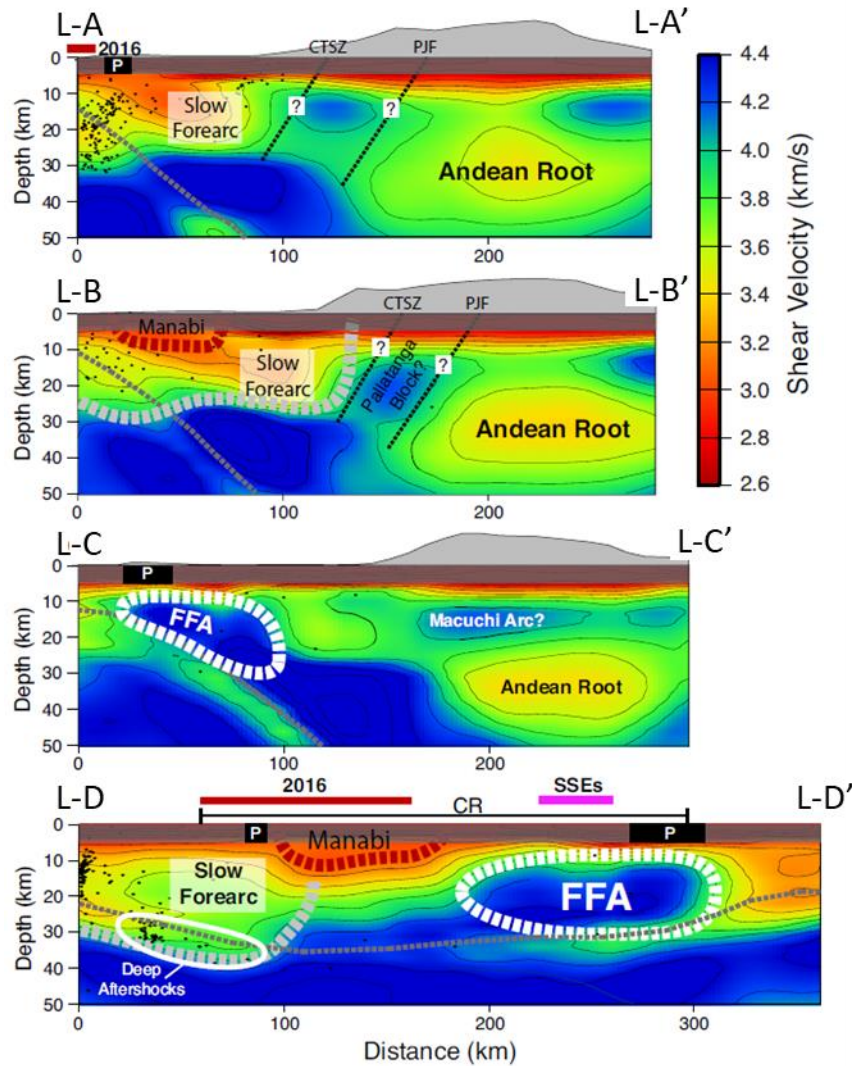 L-A
L-A'
2016
CTSZ
PJF
P
0
10
20
30
40
50
Depth (km)
?
?
Slow
Forearc
Andean Root
0
100
200
4.4
4.2
4.0
3.8
3.6
3.4
3.2
3.0
2.8
2.6
Shear Velocity (km/s)
L-B
L-B'
CTSZ
PJF
0
10
20
30
40
50
Depth (km)
Manabi
Slow
Forearc
?
?
Pallatanga
Block?
Andean Root
0
100
200
L-C
L-C'
P
0
10
20
30
40
50
Depth (km)
FFA
Macuchi Arc?
Andean Root
0
100
200
L-D
L-D'
2016
SSEs
CR
P
P
0
10
20
30
40
50
Depth (km)
Manabi
Slow
Forearc
FFA
Deep
Aftershocks
0
100
200
300
Distance (km)